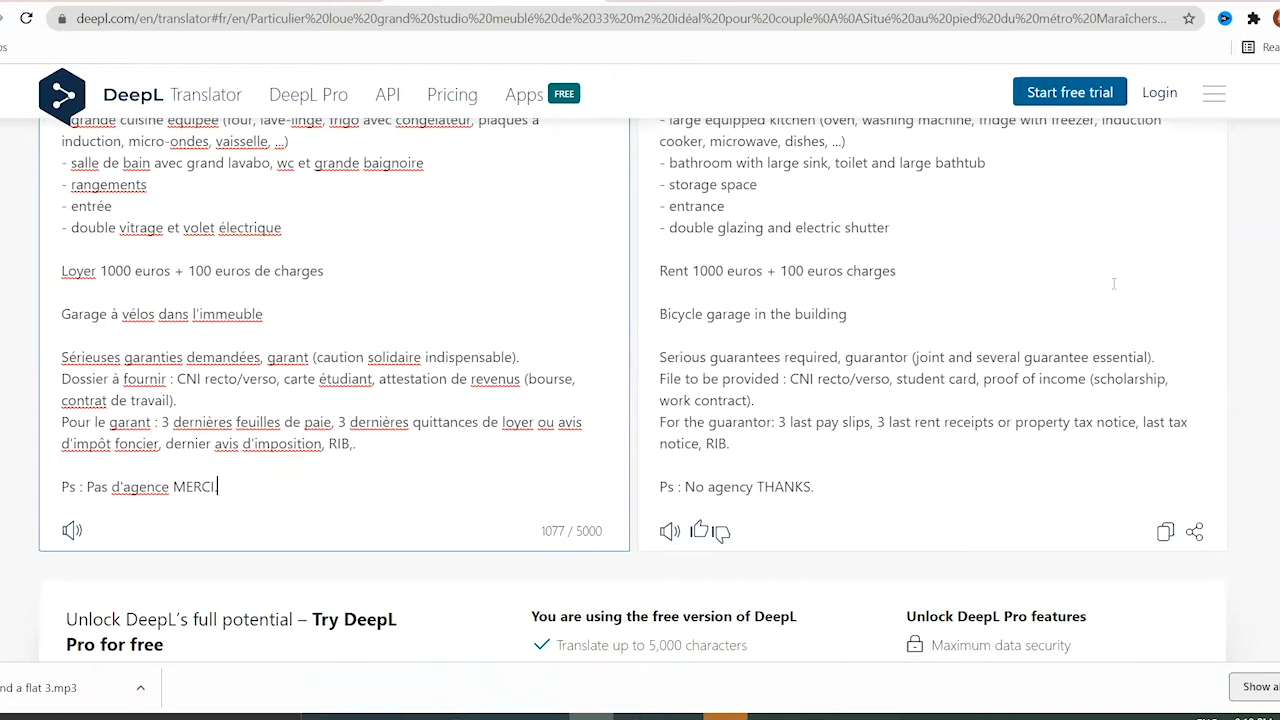 deepl.com/en/translator#fr/en/Particulier%20loue%20grand%20studio%20meublé%20de%2033%20m2%20idéal%20pour%20couple%0A%0ASitué%20au%20pied%20du%20métro%20Maraîchers...
DeepL Translator DeepL Pro API Pricing Apps FREE Start free trial Login
grande cuisine équipée (four, lave-linge, frigo avec congélateur, plaques à
induction, micro-ondes, vaisselle, ...)
- salle de bain avec grand lavabo, wc et grande baignoire
- rangements
- entrée
- double vitrage et volet électrique
Loyer 1000 euros + 100 euros de charges
Garage à vélos dans l'immeuble
Sérieuses garanties demandées, garant (caution solidaire indispensable).
Dossier à fournir : CNI recto/verso, carte étudiant, attestation de revenus (bourse,
contrat de travail).
Pour le garant : 3 dernières feuilles de paie, 3 dernières quittances de loyer ou avis
d'impôt foncier, dernier avis d'imposition, RIB,.
Ps : Pas d'agence MERCI.
1077 / 5000
- large equipped kitchen (oven, washing machine, fridge with freezer, induction
cooker, microwave, dishes, ...)
- bathroom with large sink, toilet and large bathtub
- storage space
- entrance
- double glazing and electric shutter
Rent 1000 euros + 100 euros charges
Bicycle garage in the building
Serious guarantees required, guarantor (joint and several guarantee essential).
File to be provided : CNI recto/verso, student card, proof of income (scholarship,
work contract).
For the guarantor: 3 last pay slips, 3 last rent receipts or property tax notice, last tax
notice, RIB.
Ps : No agency THANKS.
Unlock DeepL's full potential – Try DeepL
Pro for free
You are using the free version of DeepL
Translate up to 5,000 characters
Unlock DeepL Pro features
Maximum data security
nd a flat 3.mp3
Show al